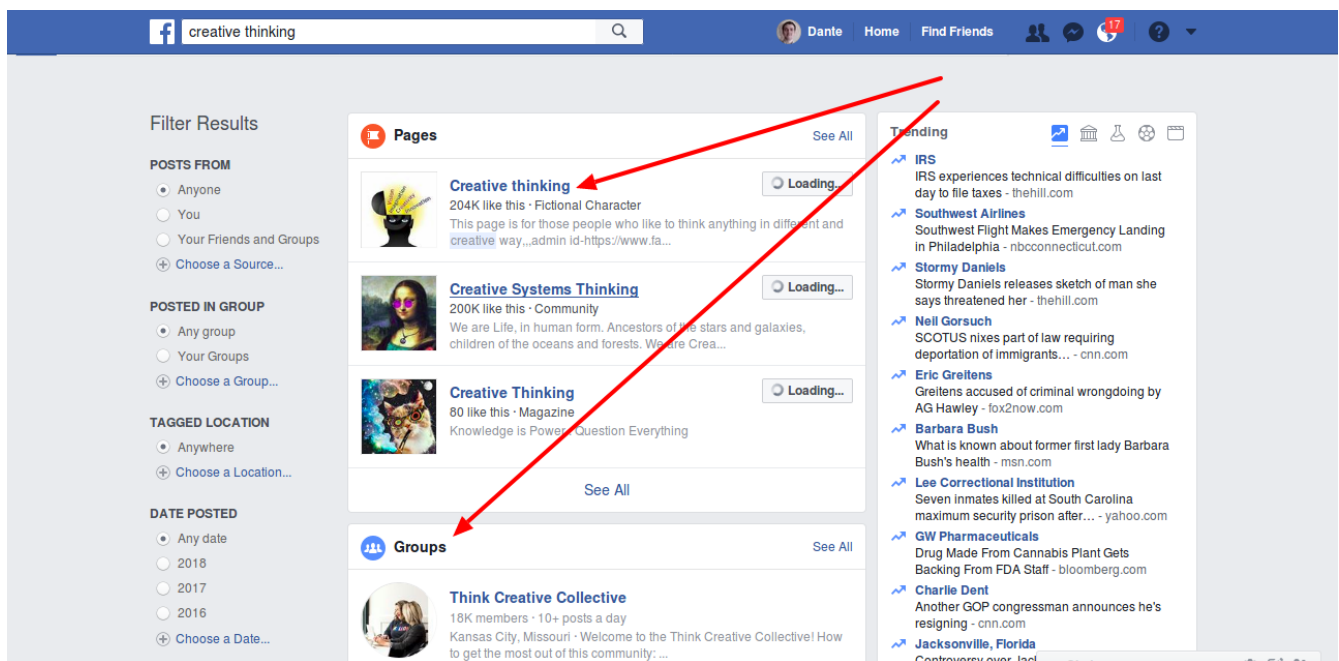 f
creative thinking
Dante
Home
Find Friends
17
?
Filter Results
POSTS FROM
Anyone
You
Your Friends and Groups
Choose a Source...
POSTED IN GROUP
Any group
Your Groups
Choose a Group...
TAGGED LOCATION
Anywhere
Choose a Location...
DATE POSTED
Any date
2018
2017
2016
Choose a Date...
Pages
See All
Creative thinking
Loading...
204K like this · Fictional Character
This page is for those people who like to think anything in different and
creative way,,,admin id-https://www.fa...
Creative Systems Thinking
Loading...
200K like this · Community
We are Life, in human form. Ancestors of the stars and galaxies,
children of the oceans and forests. We are Crea...
Creative Thinking
Loading...
80 like this · Magazine
Knowledge is Power · Question Everything
See All
Groups
See All
Think Creative Collective
18K members · 10+ posts a day
Kansas City, Missouri · Welcome to the Think Creative Collective! How
to get the most out of this community: ...
Trending
IRS
IRS experiences technical difficulties on last
day to file taxes - thehill.com
Southwest Airlines
Southwest Flight Makes Emergency Landing
in Philadelphia - nbcconnecticut.com
Stormy Daniels
Stormy Daniels releases sketch of man she
says threatened her - thehill.com
Neil Gorsuch
SCOTUS nixes part of law requiring
deportation of immigrants… - cnn.com
Eric Greitens
Greitens accused of criminal wrongdoing by
AG Hawley - fox2now.com
Barbara Bush
What is known about former first lady Barbara
Bush's health - msn.com
Lee Correctional Institution
Seven inmates killed at South Carolina
maximum security prison after… - yahoo.com
GW Pharmaceuticals
Drug Made From Cannabis Plant Gets
Backing From FDA Staff - bloomberg.com
Charlie Dent
Another GOP congressman announces he's
resigning - cnn.com
Jacksonville, Florida
Controversy over